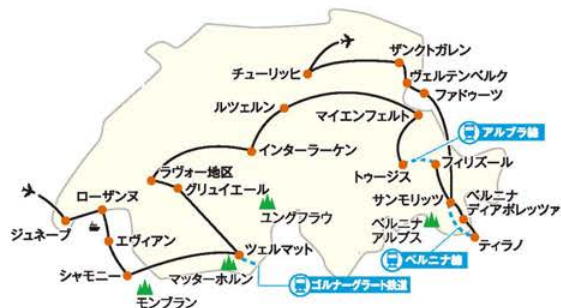 ザンクトガレン
チューリッヒ
ヴェルテンベルク
ファドゥーツ
ルツェルン
マイエンフェルト
アルブラ線
インターラーケン
トゥージス
フィリズール
ラヴォー地区
グリュイエール
サンモリッツ
ベルニナ
ディアボレッツァ
ローザンヌ
ユングフラウ
ベルニナ
アルプス
ジュネーブ
エヴィアン
ツェルマット
ベルニナ線
ティラノ
シャモニー
マッターホルン
ゴルナーグラート鉄道
モンブラン